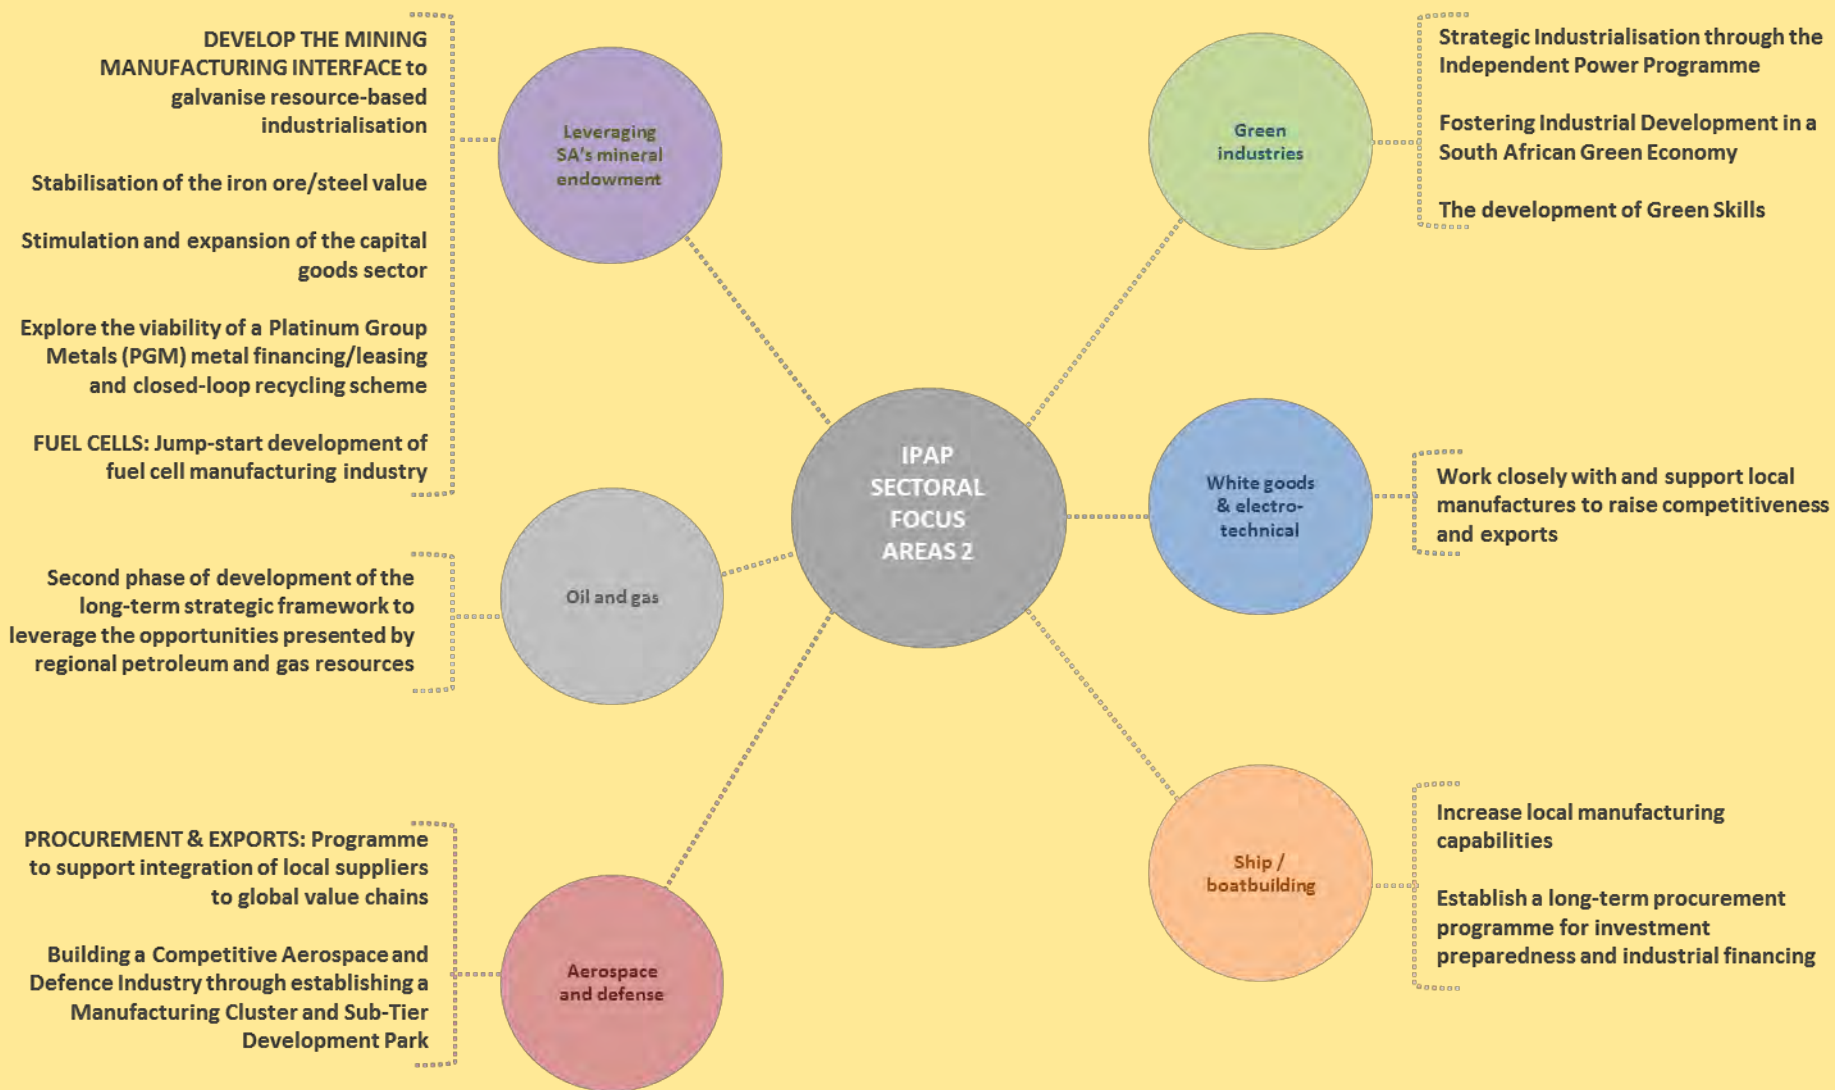 DEVELOP THE MINING
MANUFACTURING INTERFACE to
galvanise resource-based
industrialisation
Stabilisation of the iron ore/steel value
Stimulation and expansion of the capital
goods sector
Explore the viability of a Platinum Group
Metals (PGM) metal financing/leasing
and closed-loop recycling scheme
FUEL CELLS: Jump-start development of
fuel cell manufacturing industry
Leveraging
SA's mineral
endowment
Second phase of development of the
long-term strategic framework to
leverage the opportunities presented by
regional petroleum and gas resources
Oil and gas
PROCUREMENT & EXPORTS: Programme
to support integration of local suppliers
to global value chains
Building a Competitive Aerospace and
Defence Industry through establishing a
Manufacturing Cluster and Sub-Tier
Development Park
Aerospace
and defense
IPAP
SECTORAL
FOCUS
AREAS 2
Green
industries
Strategic Industrialisation through the
Independent Power Programme
Fostering Industrial Development in a
South African Green Economy
The development of Green Skills
White goods
& electro-
technical
Work closely with and support local
manufactures to raise competitiveness
and exports
Ship /
boatbuilding
Increase local manufacturing
capabilities
Establish a long-term procurement
programme for investment
preparedness and industrial financing